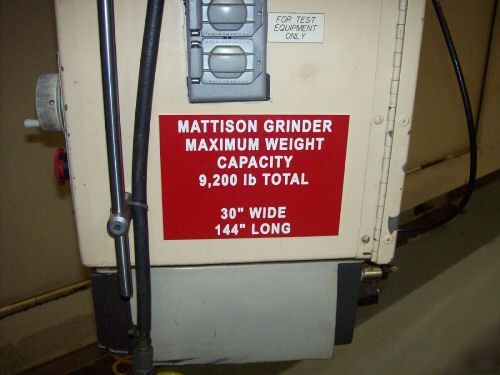 FOR TEST
EQUIPMENT
ONLY
MATTISON GRINDER
MAXIMUM WEIGHT
CAPACITY
9,200 lb TOTAL
30" WIDE
144" LONG